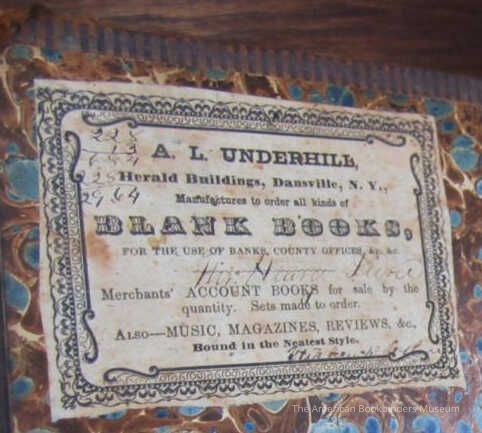 A. L. UNDERHILL,
Herald Buildings, Dansville, N. Y.,
Manufactures to order all kinds of
BLANK BOOKS,
FOR THE USE OF BANKS, COUNTY OFFICES, &c. &c.
Merchants' ACCOUNT BOOKS for sale by the
quantity. Sets made to order.
ALSO—MUSIC, MAGAZINES, REVIEWS, &c.,
Bound in the Neatest Style.
The American Bookbinders Museum